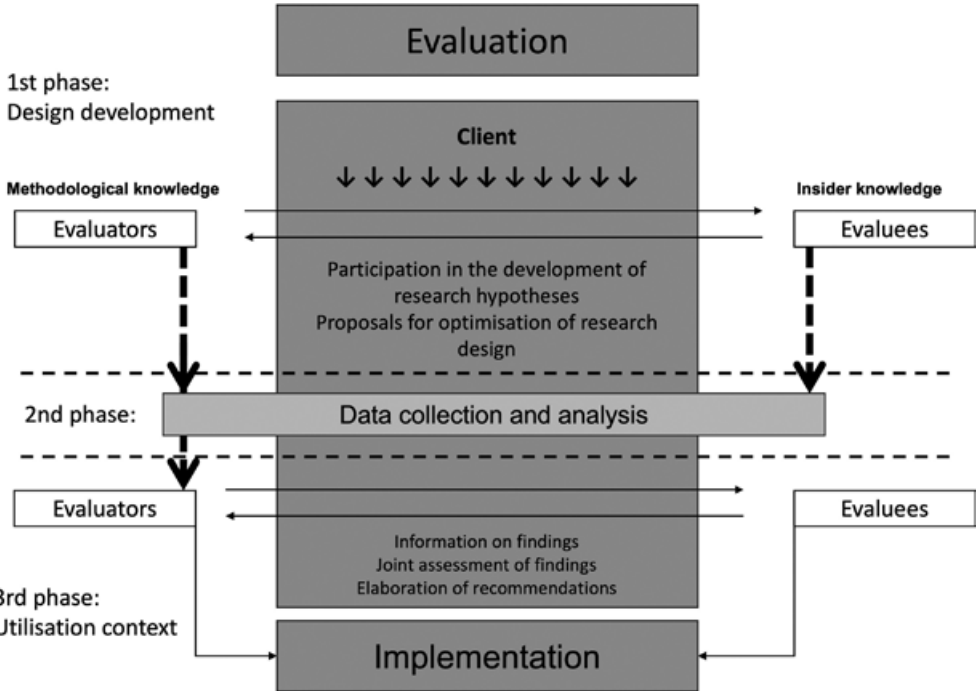 Evaluation
1st phase:
Design development
Client
Methodological knowledge
Insider knowledge
Evaluators
Evaluees
Participation in the development of
research hypotheses
Proposals for optimisation of research
design
2nd phase:
Data collection and analysis
Evaluators
Evaluees
Information on findings
Joint assessment of findings
Elaboration of recommendations
3rd phase:
Utilisation context
Implementation